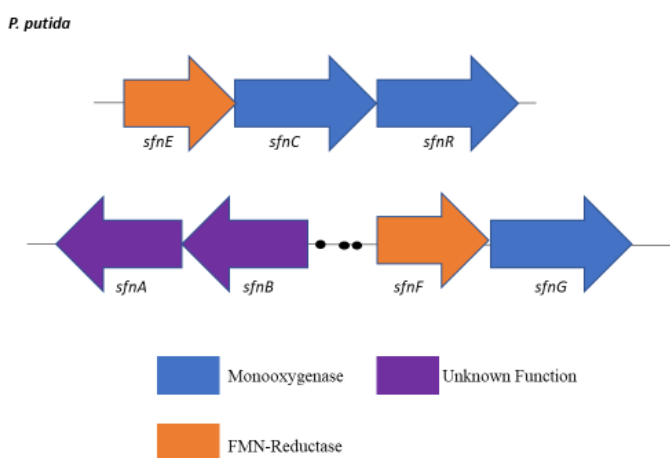 P. putida
sfnE sfnC sfnR
sfnA sfnB sfnF sfnG
Monooxygenase Unknown Function
FMN-Reductase